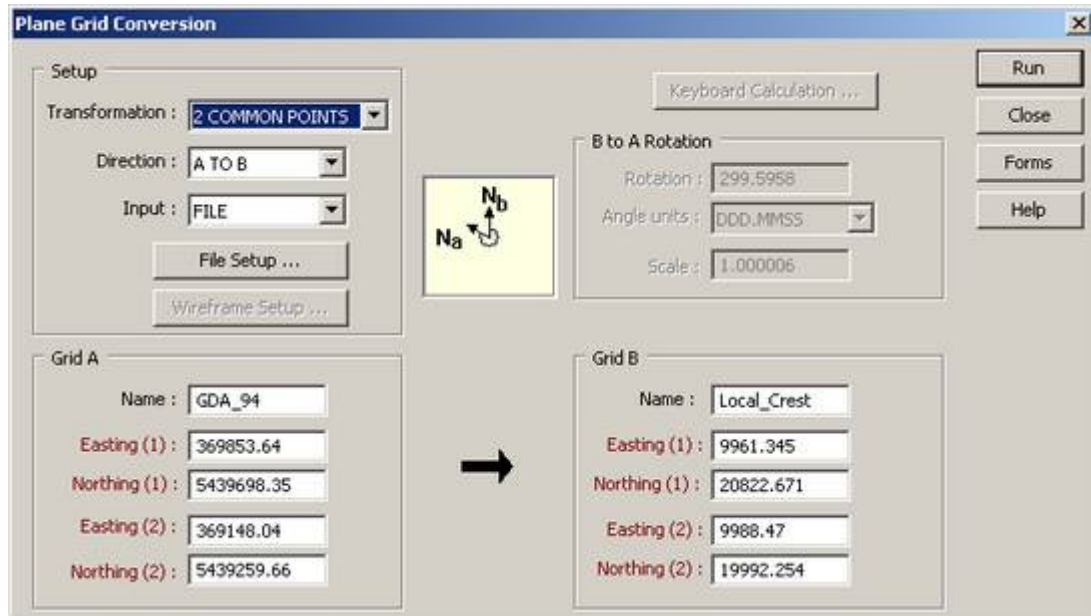 Plane Grid Conversion
Setup
Transformation : 2 COMMON POINTS
Direction : A TO B
Input : FILE
File Setup ...
Wireframe Setup ...
Nb
Na
Keyboard Calculation ...
B to A Rotation
Rotation : 299.5958
Angle units : DDD.MMSS
Scale : 1.000006
Run
Close
Forms
Help
Grid A
Name : GDA_94
Easting (1) : 369853.64
Northing (1) : 5439698.35
Easting (2) : 369148.04
Northing (2) : 5439259.66
Grid B
Name : Local_Crest
Easting (1) : 9961.345
Northing (1) : 20822.671
Easting (2) : 9988.47
Northing (2) : 19992.254